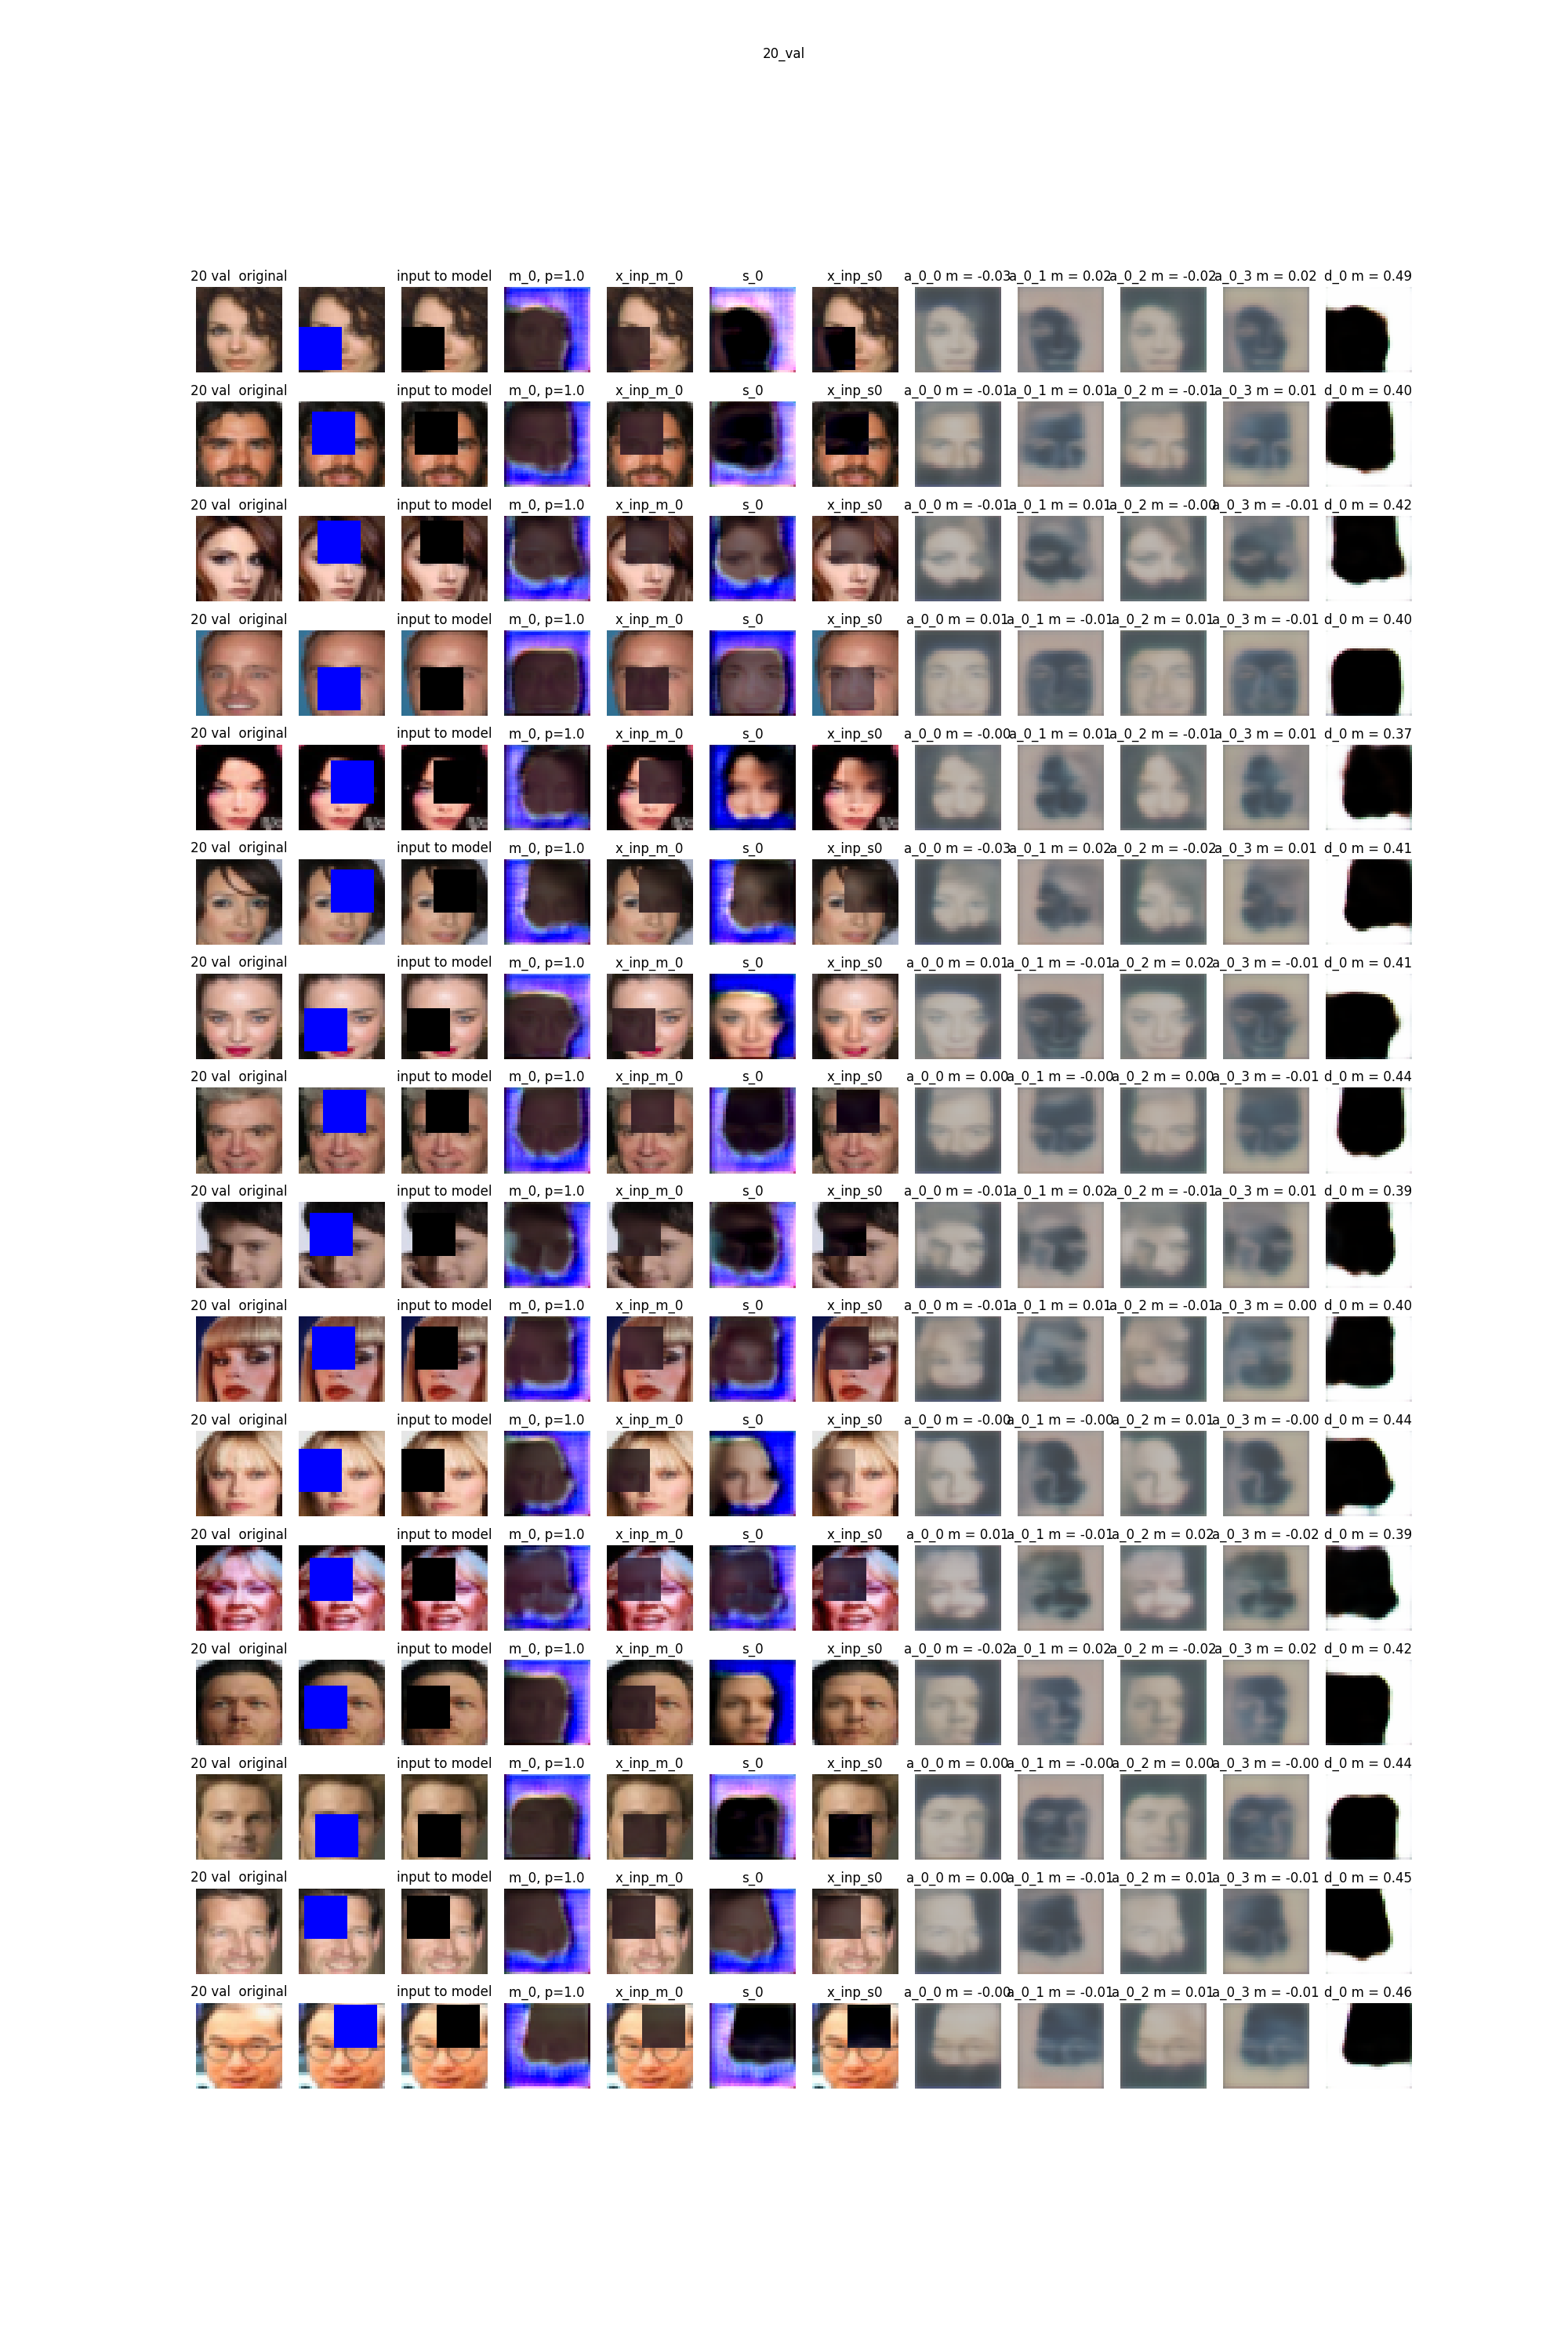 20_val
20 val original input to model m_0, p=1.0 x_inp_m_0 s_0 x_inp_s0 a_0_0 m = -0.03 a_0_1 m = 0.02 a_0_2 m = -0.02 a_0_3 m = 0.02 d_0 m = 0.49
20 val original input to model m_0, p=1.0 x_inp_m_0 s_0 x_inp_s0 a_0_0 m = -0.01 a_0_1 m = 0.01 a_0_2 m = -0.01 a_0_3 m = 0.01 d_0 m = 0.40
20 val original input to model m_0, p=1.0 x_inp_m_0 s_0 x_inp_s0 a_0_0 m = -0.01 a_0_1 m = 0.01 a_0_2 m = -0.00 a_0_3 m = -0.01 d_0 m = 0.42
20 val original input to model m_0, p=1.0 x_inp_m_0 s_0 x_inp_s0 a_0_0 m = 0.01 a_0_1 m = -0.01 a_0_2 m = 0.01 a_0_3 m = -0.01 d_0 m = 0.40
20 val original input to model m_0, p=1.0 x_inp_m_0 s_0 x_inp_s0 a_0_0 m = -0.00 a_0_1 m = 0.01 a_0_2 m = -0.01 a_0_3 m = 0.01 d_0 m = 0.37
20 val original input to model m_0, p=1.0 x_inp_m_0 s_0 x_inp_s0 a_0_0 m = -0.03 a_0_1 m = 0.02 a_0_2 m = -0.02 a_0_3 m = 0.01 d_0 m = 0.41
20 val original input to model m_0, p=1.0 x_inp_m_0 s_0 x_inp_s0 a_0_0 m = 0.01 a_0_1 m = -0.01 a_0_2 m = 0.02 a_0_3 m = -0.01 d_0 m = 0.41
20 val original input to model m_0, p=1.0 x_inp_m_0 s_0 x_inp_s0 a_0_0 m = 0.00 a_0_1 m = -0.00 a_0_2 m = 0.00 a_0_3 m = -0.01 d_0 m = 0.44
20 val original input to model m_0, p=1.0 x_inp_m_0 s_0 x_inp_s0 a_0_0 m = -0.01 a_0_1 m = 0.02 a_0_2 m = -0.01 a_0_3 m = 0.01 d_0 m = 0.39
20 val original input to model m_0, p=1.0 x_inp_m_0 s_0 x_inp_s0 a_0_0 m = -0.01 a_0_1 m = 0.01 a_0_2 m = -0.01 a_0_3 m = 0.00 d_0 m = 0.40
20 val original input to model m_0, p=1.0 x_inp_m_0 s_0 x_inp_s0 a_0_0 m = -0.00 a_0_1 m = -0.00 a_0_2 m = 0.01 a_0_3 m = -0.00 d_0 m = 0.44
20 val original input to model m_0, p=1.0 x_inp_m_0 s_0 x_inp_s0 a_0_0 m = 0.01 a_0_1 m = -0.01 a_0_2 m = 0.02 a_0_3 m = -0.02 d_0 m = 0.39
20 val original input to model m_0, p=1.0 x_inp_m_0 s_0 x_inp_s0 a_0_0 m = -0.02 a_0_1 m = 0.02 a_0_2 m = -0.02 a_0_3 m = 0.02 d_0 m = 0.42
20 val original input to model m_0, p=1.0 x_inp_m_0 s_0 x_inp_s0 a_0_0 m = 0.00 a_0_1 m = -0.00 a_0_2 m = 0.00 a_0_3 m = -0.00 d_0 m = 0.44
20 val original input to model m_0, p=1.0 x_inp_m_0 s_0 x_inp_s0 a_0_0 m = 0.00 a_0_1 m = -0.01 a_0_2 m = 0.01 a_0_3 m = -0.01 d_0 m = 0.45
20 val original input to model m_0, p=1.0 x_inp_m_0 s_0 x_inp_s0 a_0_0 m = -0.00 a_0_1 m = -0.01 a_0_2 m = 0.01 a_0_3 m = -0.01 d_0 m = 0.46